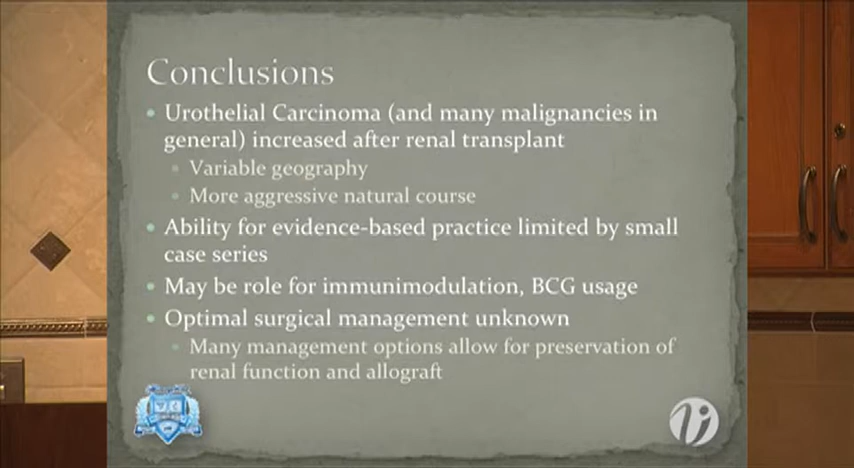 Conclusions
• Urothelial Carcinoma (and many malignancies in
general) increased after renal transplant
• Variable geography
• More aggressive natural course
• Ability for evidence-based practice limited by small
case series
• May be role for immunimodulation, BCG usage
• Optimal surgical management unknown
• Many management options allow for preservation of
renal function and allograft